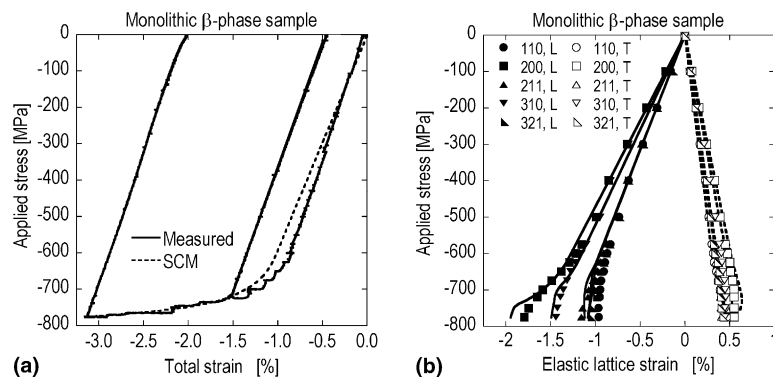 Monolithic β-phase sample
0
-100
-200
-300
-400
-500
-600
-700
-800
Applied stress [MPa]
Measured
SCM
-3.0 -2.5 -2.0 -1.5 -1.0 -0.5 0.0
(a) Total strain [%]
Monolithic β-phase sample
0
-100
-200
-300
-400
-500
-600
-700
-800
Applied stress [MPa]
110, L 110, T
200, L 200, T
211, L 211, T
310, L 310, T
321, L 321, T
-2 -1.5 -1 -0.5 0 0.5 1
(b) Elastic lattice strain [%]